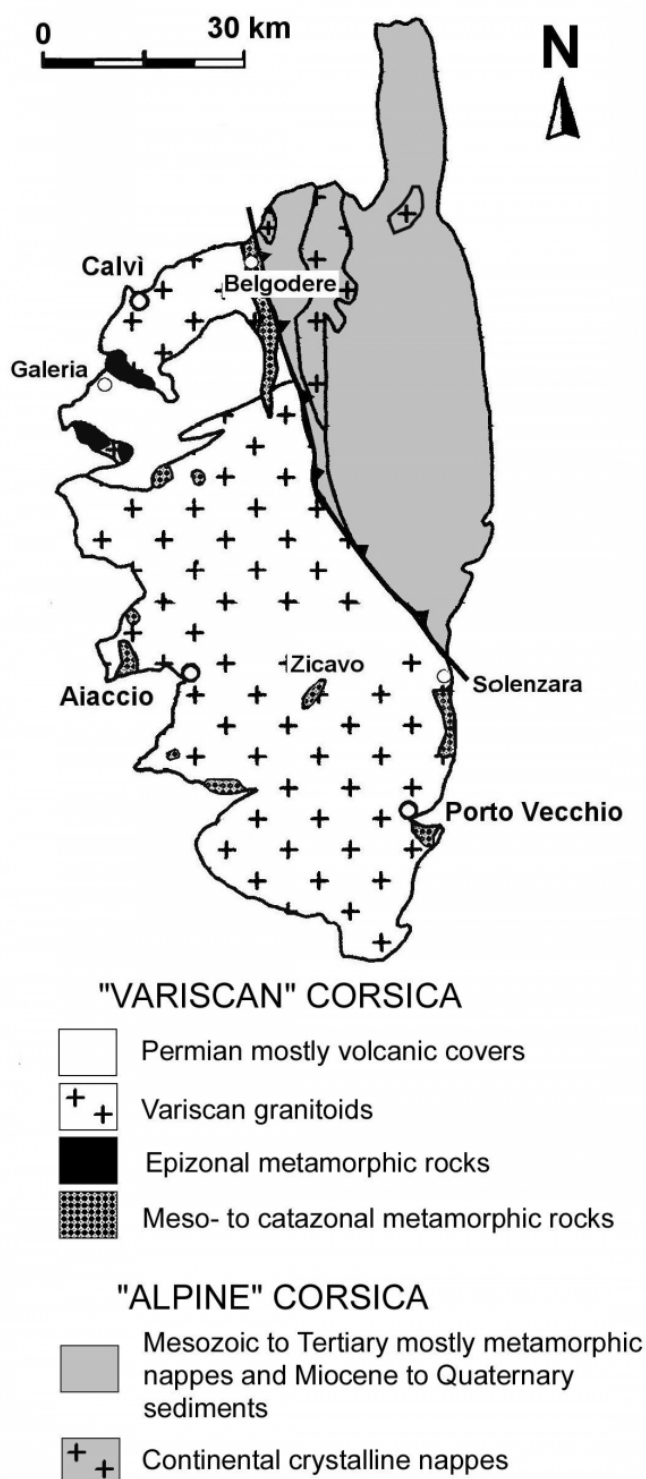 0 30 km
N
Calvì
Belgodere
Galeria
Zicavo
Aiaccio
Solenzara
Porto Vecchio
"VARISCAN" CORSICA
Permian mostly volcanic covers
Variscan granitoids
Epizonal metamorphic rocks
Meso- to catazonal metamorphic rocks
"ALPINE" CORSICA
Mesozoic to Tertiary mostly metamorphic
nappes and Miocene to Quaternary
sediments
Continental crystalline nappes